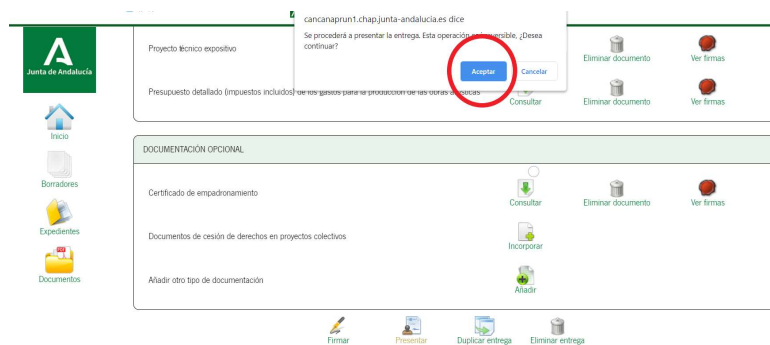 cancanaprun1.chap.junta-andalucia.es dice
Se procederá a presentar la entrega. Esta operación es irreversible, ¿Desea
continuar?
Aceptar Cancelar
Junta de Andalucía
Inicio
Borradores
Expedientes
Documentos
Proyecto técnico expositivo
Eliminar documento Ver firmas
Presupuesto detallado (impuestos incluidos) de los gastos para la producción de las obras
Consultar Eliminar documento Ver firmas
DOCUMENTACIÓN OPCIONAL
Certificado de empadronamiento
Consultar Eliminar documento Ver firmas
Documentos de cesión de derechos en proyectos colectivos
Incorporar
Añadir otro tipo de documentación
Añadir
Firmar Presentar Duplicar entrega Eliminar entrega